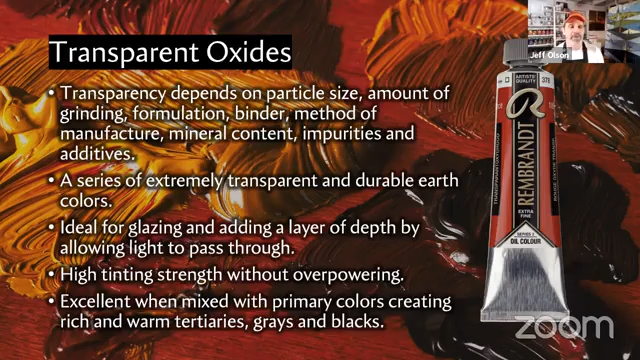 Transparent Oxides
• Transparency depends on particle size, amount of
grinding, formulation, binder, method of
manufacture, mineral content, impurities and
additives.
• A series of extremely transparent and durable earth
colors.
• Ideal for glazing and adding a layer of depth by
allowing light to pass through.
• High tinting strength without overpowering.
• Excellent when mixed with primary colors creating
rich and warm tertiaries, grays and blacks.
Jeff Olson
ARTISTS'
QUALITY
378
REMBRANDT
EXTRA
FINE
OIL COLOUR
zoom